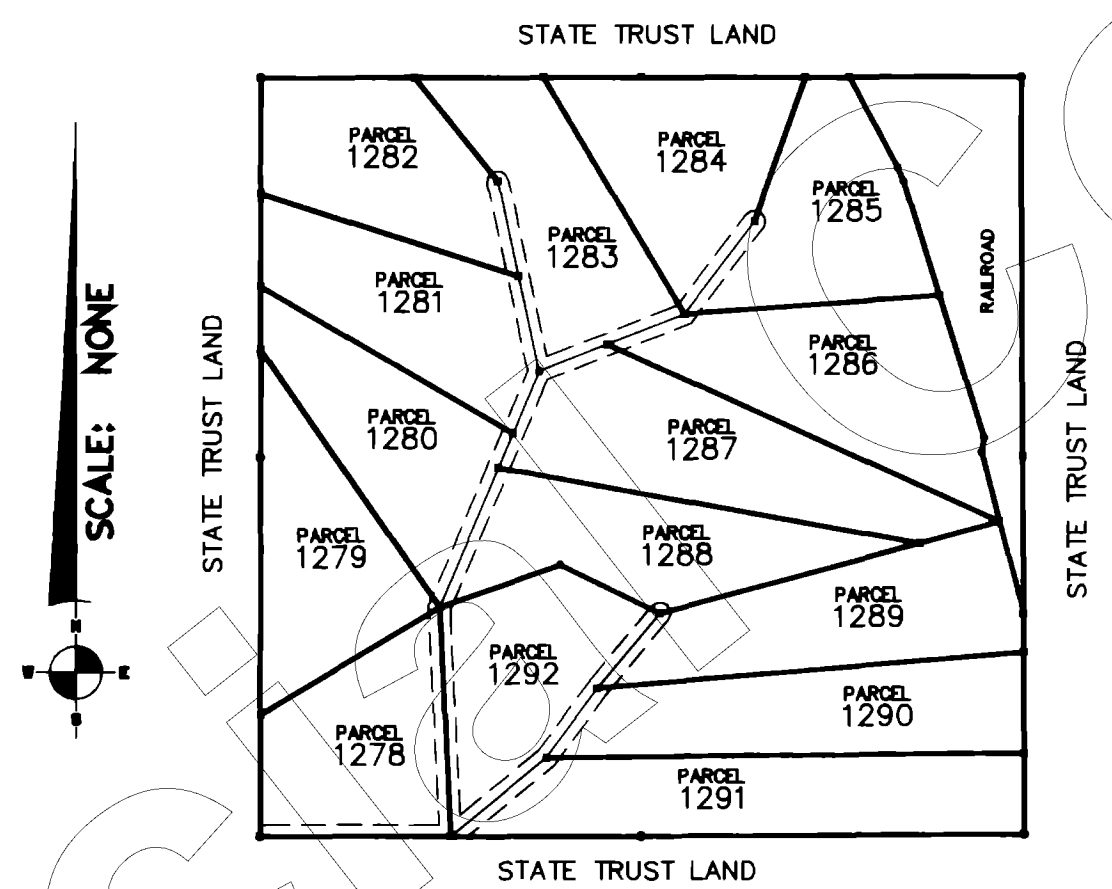 STATE TRUST LAND
PARCEL
1282
PARCEL
1284
PARCEL
1285
PARCEL
1283
RAILROAD
PARCEL
1281
SCALE: NONE
STATE TRUST LAND
PARCEL
1286
STATE TRUST LAND
PARCEL
1280
PARCEL
1287
PARCEL
1279
PARCEL
1288
PARCEL
1289
N
W
E
S
PARCEL
1292
PARCEL
1290
PARCEL
1278
PARCEL
1291
STATE TRUST LAND